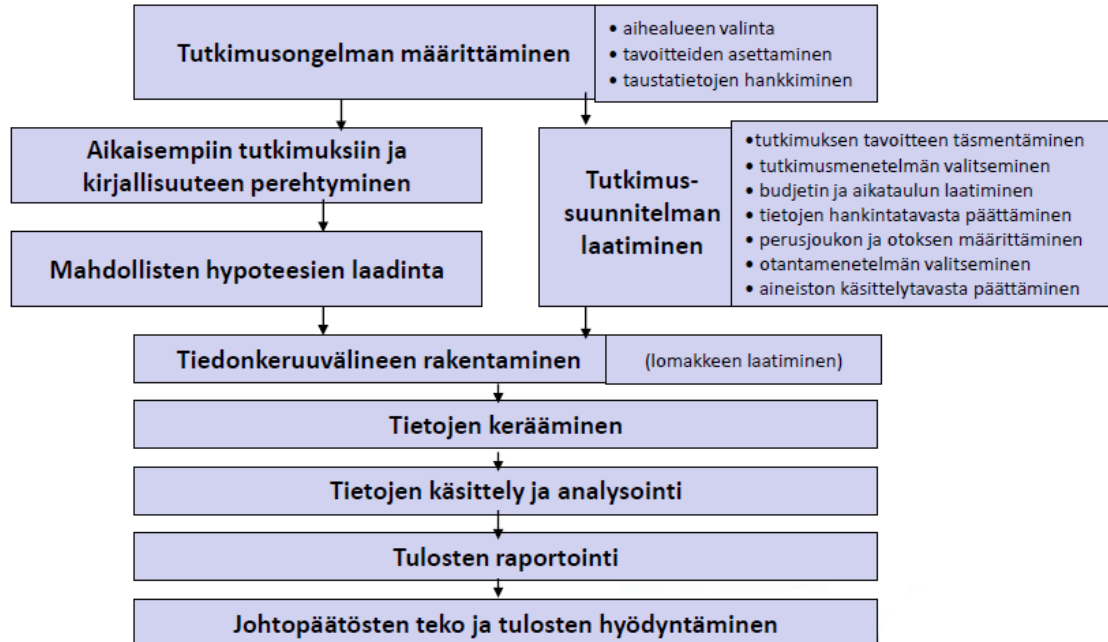 Tutkimusongelman määrittäminen
• aihealueen valinta
• tavoitteiden asettaminen
• taustatietojen hankkiminen
Aikaisempiin tutkimuksiin ja
kirjallisuuteen perehtyminen
Mahdollisten hypoteesien laadinta
Tutkimus-
suunnitelman
laatiminen
•tutkimuksen tavoitteen täsmentäminen
• tutkimusmenetelmän valitseminen
• budjetin ja aikataulun laatiminen
• tietojen hankintatavasta päättäminen
• perusjoukon ja otoksen määrittäminen
• otantamenetelmän valitseminen
• aineiston käsittelytavasta päättäminen
Tiedonkeruuvälineen rakentaminen
(lomakkeen laatiminen)
Tietojen kerääminen
Tietojen käsittely ja analysointi
Tulosten raportointi
Johtopäätösten teko ja tulosten hyödyntäminen